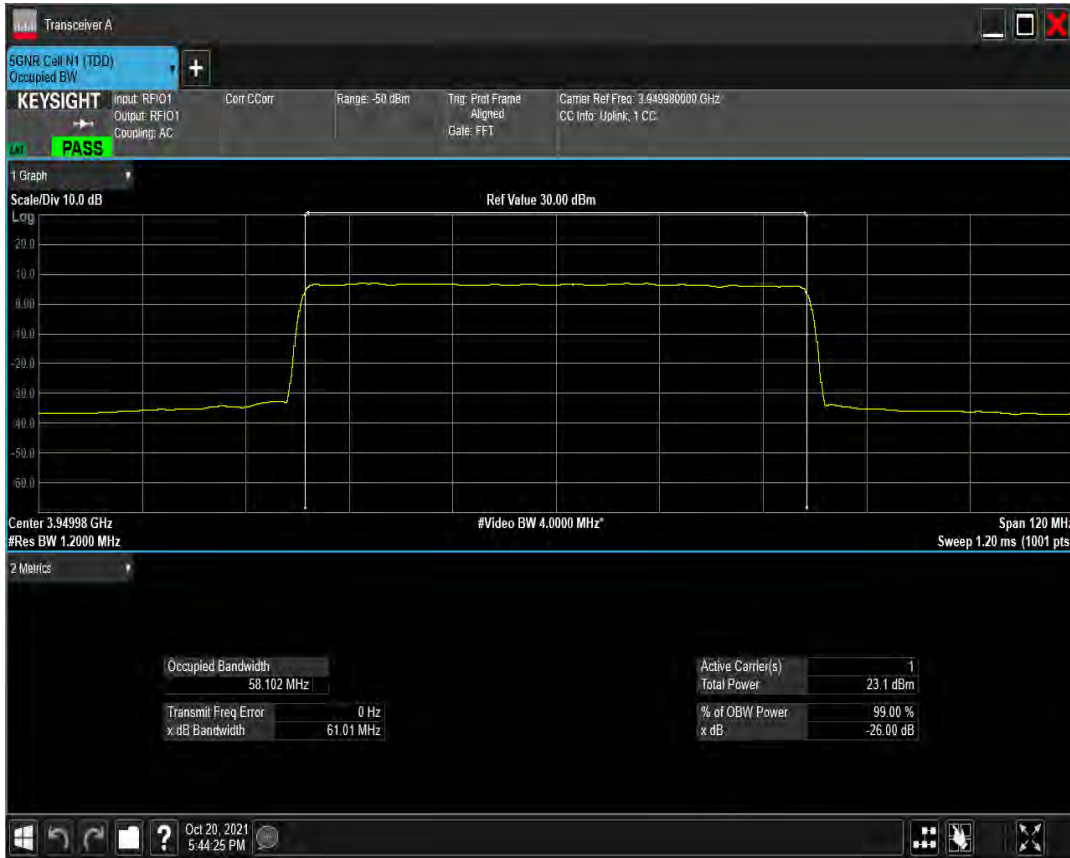 Transceiver A
5GNR Cell N1 (TDD)
Occupied BW
+
KEYSIGHT
Input: RFIO1
Output: RFIO1
Coupling: AC
Corr CCorr
Range: -50 dBm
Trig: Prot Frame
Aligned
Gate: FFT
Carrier Ref Freq: 3.949980000 GHz
CC Info: Uplink, 1 CC
PASS
1 Graph
Scale/Div 10.0 dB
Ref Value 30.00 dBm
Log
20.0
10.0
0.00
-10.0
-20.0
-30.0
-40.0
-50.0
-60.0
Center 3.94998 GHz
#Video BW 4.0000 MHz*
Span 120 MHz
#Res BW 1.2000 MHz
Sweep 1.20 ms (1001 pts
2 Metrics
Occupied Bandwidth
58.102 MHz
Transmit Freq Error 0 Hz
x dB Bandwidth 61.01 MHz
Active Carrier(s) 1
Total Power 23.1 dBm
% of OBW Power 99.00 %
x dB -26.00 dB
?
Oct 20, 2021
5:44:25 PM